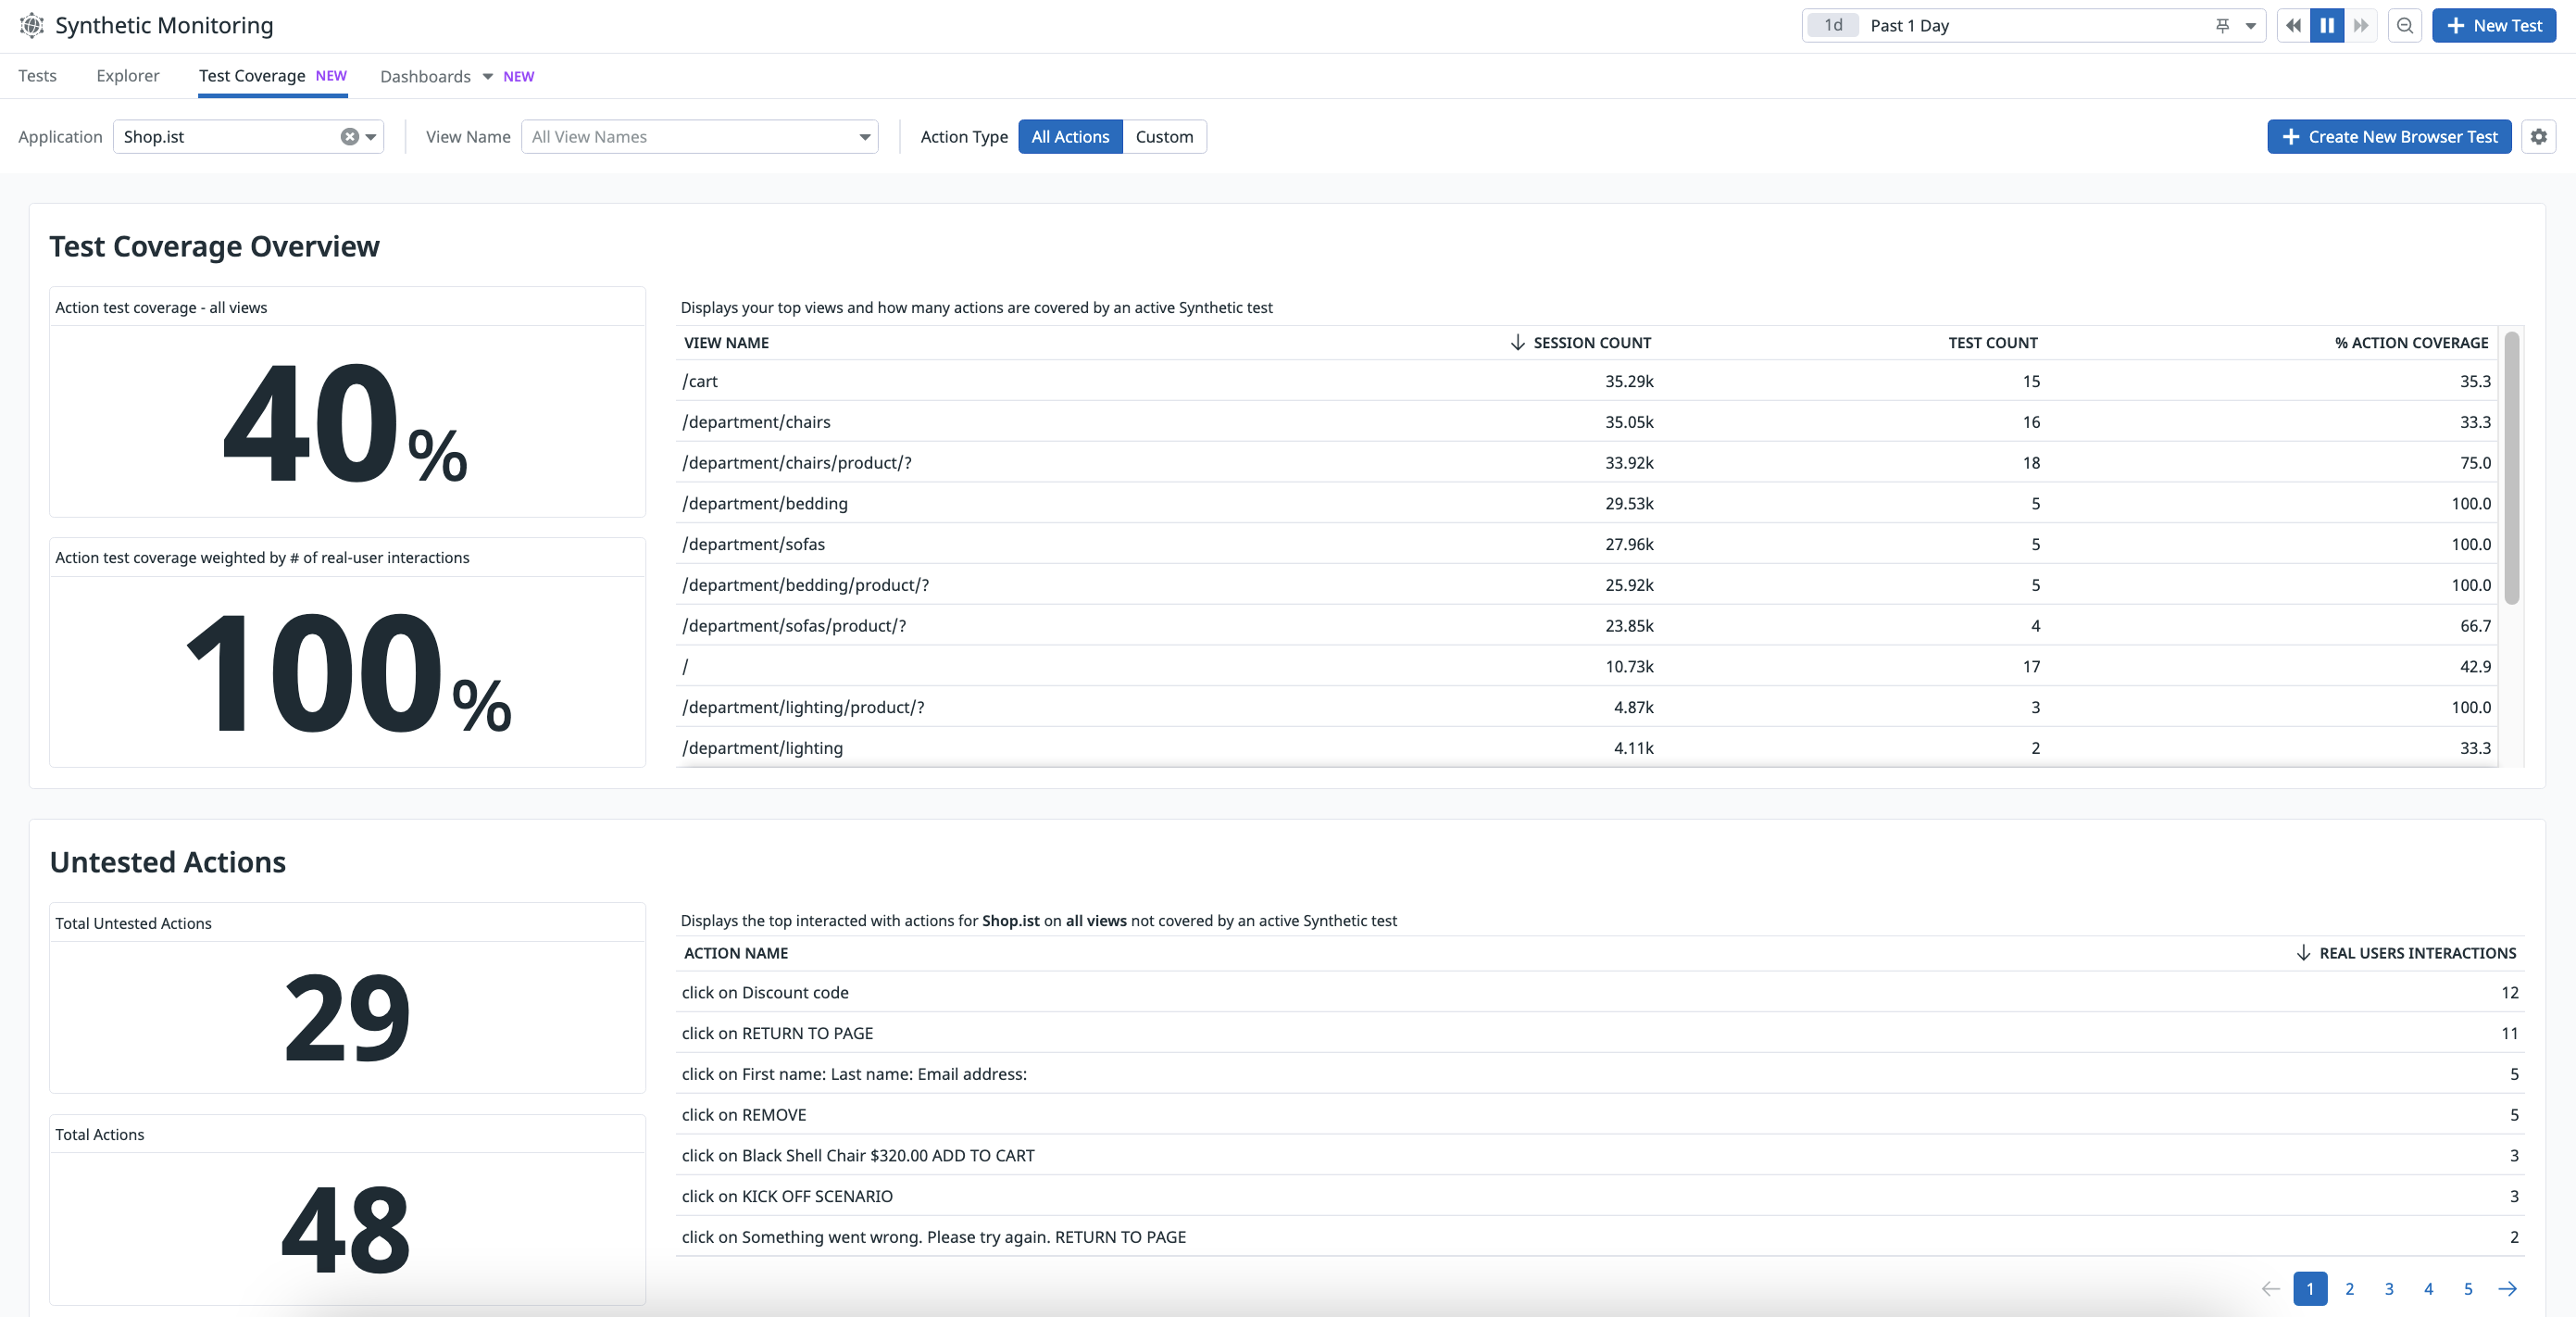 Synthetic Monitoring
1d Past 1 Day
New Test
Tests Explorer Test Coverage NEW Dashboards NEW
Application Shop.ist View Name All View Names Action Type All Actions Custom
Create New Browser Test
Test Coverage Overview
Action test coverage - all views
40%
Action test coverage weighted by # of real-user interactions
100%
Displays your top views and how many actions are covered by an active Synthetic test
VIEW NAME SESSION COUNT TEST COUNT % ACTION COVERAGE
/cart 35.29k 15 35.3
/department/chairs 35.05k 16 33.3
/department/chairs/product/? 33.92k 18 75.0
/department/bedding 29.53k 5 100.0
/department/sofas 27.96k 5 100.0
/department/bedding/product/? 25.92k 5 100.0
/department/sofas/product/? 23.85k 4 66.7
/ 10.73k 17 42.9
/department/lighting/product/? 4.87k 3 100.0
/department/lighting 4.11k 2 33.3
Untested Actions
Total Untested Actions
29
Total Actions
48
Displays the top interacted with actions for Shop.ist on all views not covered by an active Synthetic test
ACTION NAME REAL USERS INTERACTIONS
click on Discount code 12
click on RETURN TO PAGE 11
click on First name: Last name: Email address: 5
click on REMOVE 5
click on Black Shell Chair $320.00 ADD TO CART 3
click on KICK OFF SCENARIO 3
click on Something went wrong. Please try again. RETURN TO PAGE 2
1 2 3 4 5